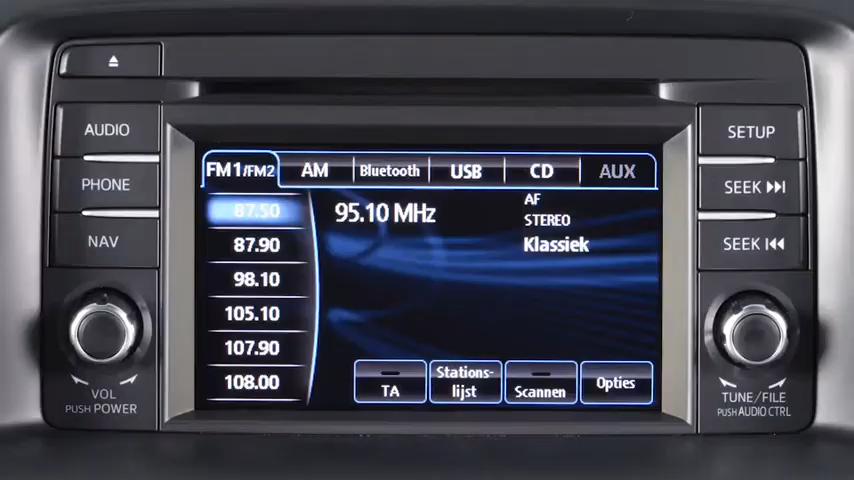 AUDIO
PHONE
NAV
VOL
PUSH POWER
FM1/FM2
AM
Bluetooth
USB
CD
AUX
87.50
87.90
98.10
105.10
107.90
108.00
95.10 MHz
AF
STEREO
Klassiek
TA
Stations-
lijst
Scannen
Opties
SETUP
SEEK
SEEK
TUNE/FILE
PUSH AUDIO CTRL